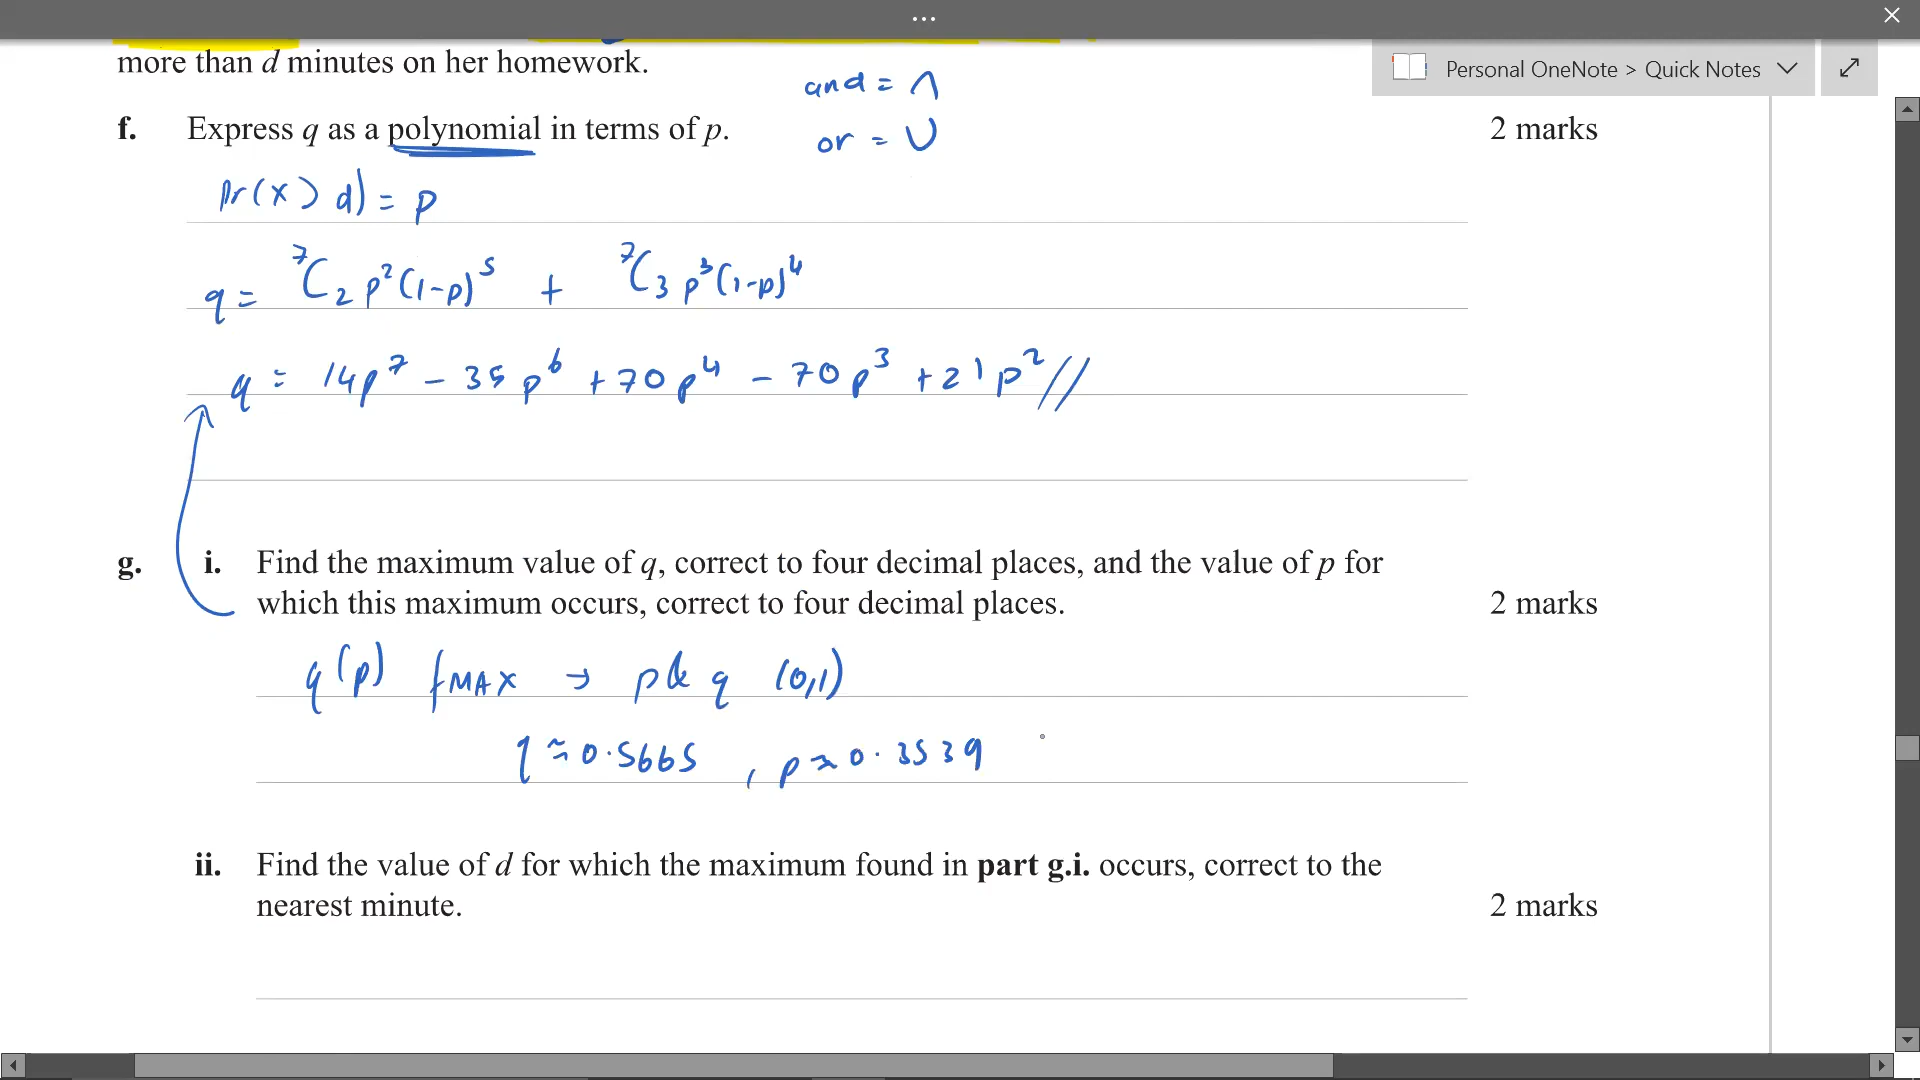 Personal OneNote > Quick Notes
more than d minutes on her homework.
and = ∩
or = ∪
f. Express q as a polynomial in terms of p. 2 marks
Pr(X > d) = p
q = ⁷C₂ p²(1-p)⁵ + ⁷C₃ p³(1-p)⁴
q = 14p⁷ - 35p⁶ + 70p⁴ - 70p³ + 21p² //
g. i. Find the maximum value of q, correct to four decimal places, and the value of p for
which this maximum occurs, correct to four decimal places. 2 marks
q(p) fMAX → p & q (0,1)
q ≈ 0.5665, p ≈ 0.3539
ii. Find the value of d for which the maximum found in part g.i. occurs, correct to the
nearest minute. 2 marks